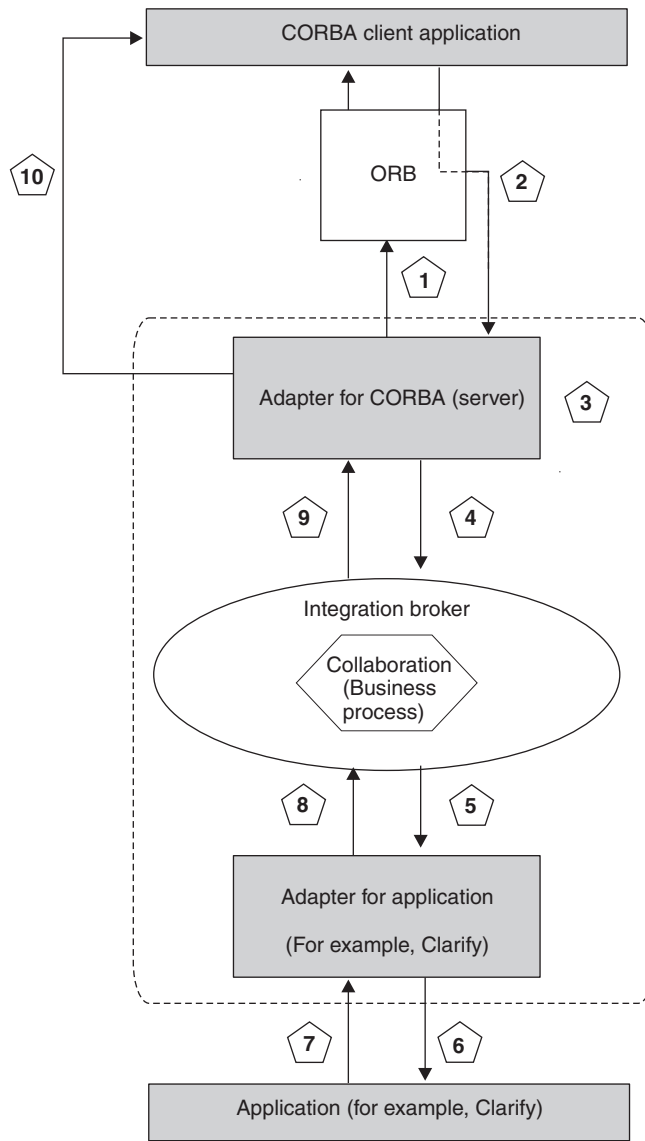 CORBA client application
10
ORB
2
1
Adapter for CORBA (server)
3
9
4
Integration broker
Collaboration
(Business
process)
8
5
Adapter for application
(For example, Clarify)
7
6
Application (for example, Clarify)